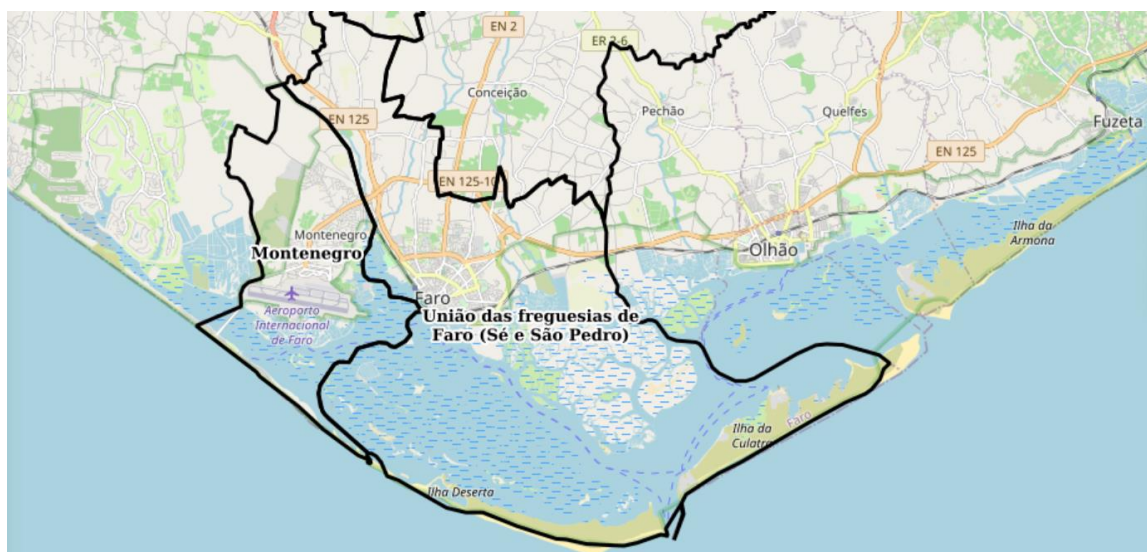 EN 2
ER 2-6
Conceição
Pechão
Quelfes
EN 125
Fuzeta
EN 125
EN 125-10
Montenegro
Montenegro
Ilha da
Armona
Olhão
Faro
Aeroporto
Internacional
de Faro
União das freguesias de
Faro (Sé e São Pedro)
Faro
Ilha da
Culatra
Ilha Deserta